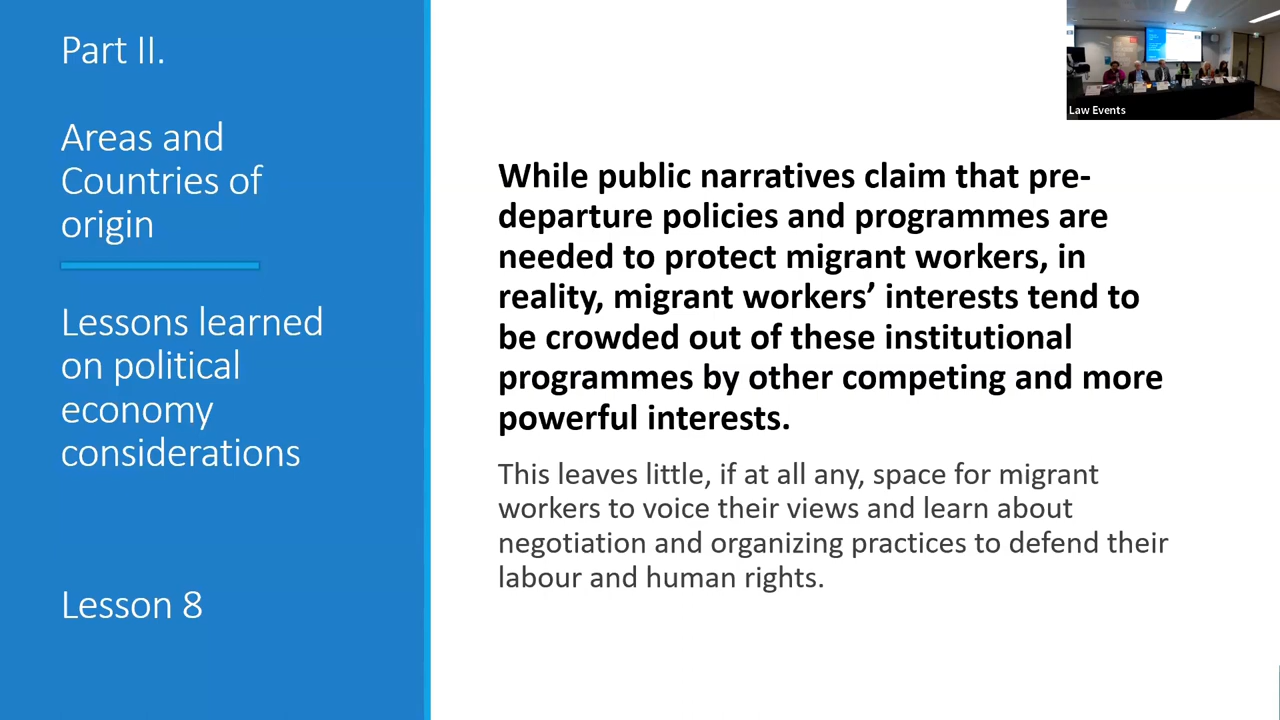 Part II.
Areas and
Countries of
origin
Lessons learned
on political
economy
considerations
Lesson 8
While public narratives claim that pre-
departure policies and programmes are
needed to protect migrant workers, in
reality, migrant workers’ interests tend to
be crowded out of these institutional
programmes by other competing and more
powerful interests.
This leaves little, if at all any, space for migrant
workers to voice their views and learn about
negotiation and organizing practices to defend their
labour and human rights.
Law Events